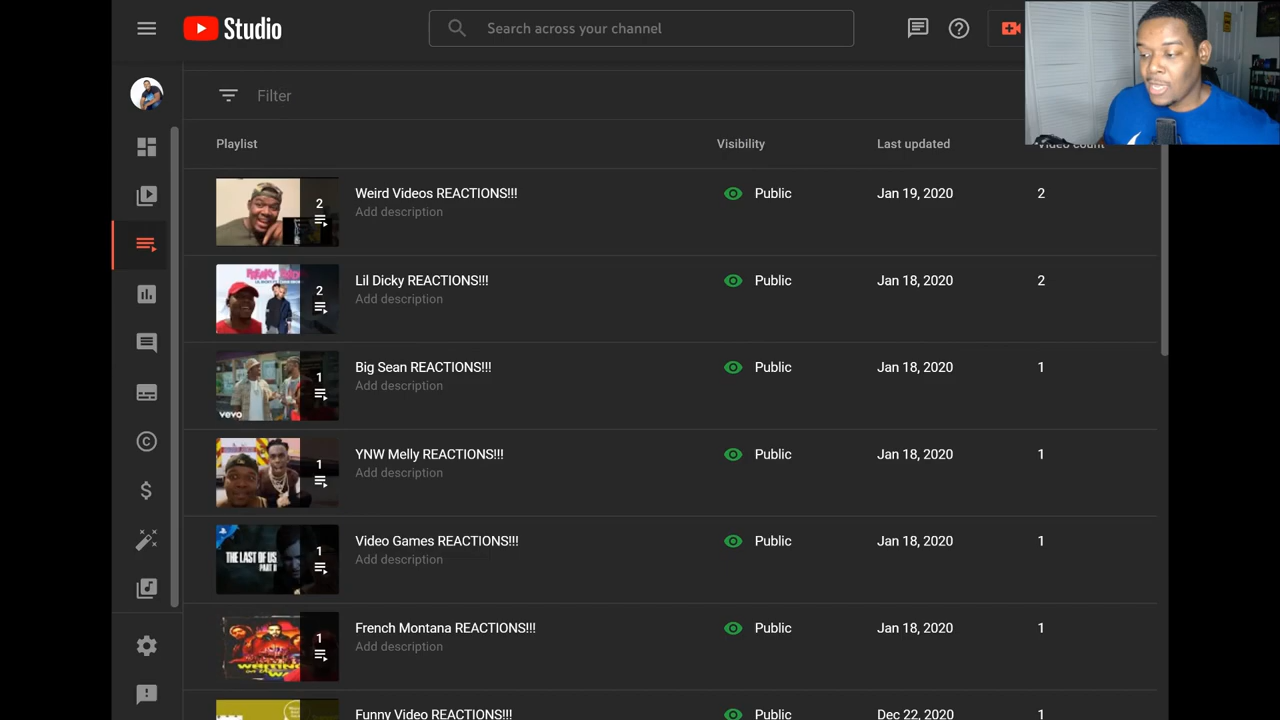 Studio
Search across your channel
Filter
Playlist Visibility Last updated Video count
2
Weird Videos REACTIONS!!! Public Jan 19, 2020 2
Add description
2
Lil Dicky REACTIONS!!! Public Jan 18, 2020 2
Add description
vevo
1
Big Sean REACTIONS!!! Public Jan 18, 2020 1
Add description
1
YNW Melly REACTIONS!!! Public Jan 18, 2020 1
Add description
THE LAST OF US
PART II
1
Video Games REACTIONS!!! Public Jan 18, 2020 1
Add description
1
French Montana REACTIONS!!! Public Jan 18, 2020 1
Add description
Funny Video REACTIONS!!! Public Dec 22, 2020 1